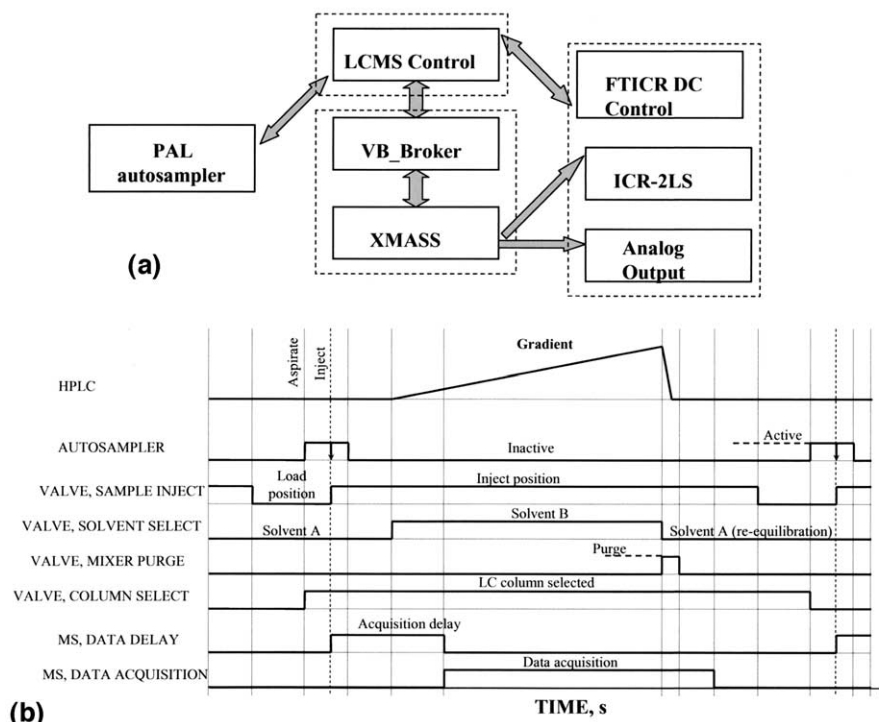 LCMS Control
FTICR DC
Control
PAL
autosampler
VB_Broker
ICR-2LS
XMASS
Analog
Output
(a)
Aspirate
Inject
Gradient
HPLC
AUTOSAMPLER
Inactive
Active
VALVE, SAMPLE INJECT
Load
position
Inject position
VALVE, SOLVENT SELECT
Solvent A
Solvent B
Solvent A (re-equilibration)
VALVE, MIXER PURGE
Purge
VALVE, COLUMN SELECT
LC column selected
MS, DATA DELAY
Acquisition delay
MS, DATA ACQUISITION
Data acquisition
(b)
TIME, s